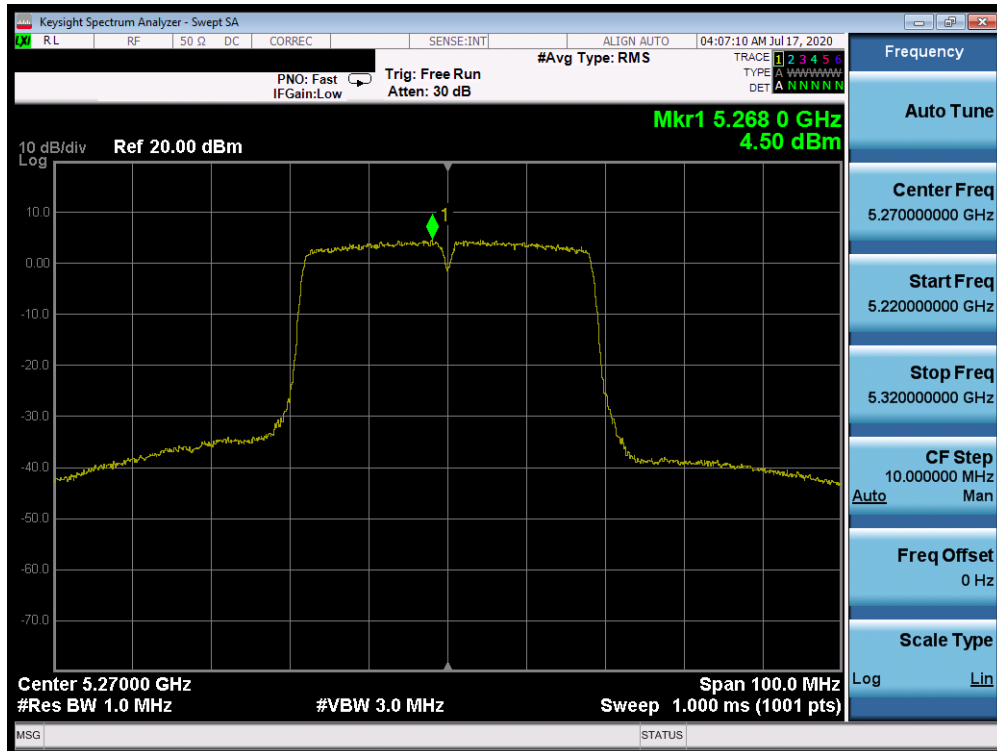 Keysight Spectrum Analyzer - Swept SA
LXI RL RF 50 Ω DC CORREC SENSE:INT ALIGN AUTO 04:07:10 AM Jul 17, 2020
Frequency
#Avg Type: RMS TRACE 1 2 3 4 5 6
PNO: Fast Trig: Free Run TYPE A WWWWW
IFGain:Low Atten: 30 dB DET A N N N N N
Auto Tune
Mkr1 5.268 0 GHz
4.50 dBm
10 dB/div Ref 20.00 dBm
Log
1
10.0
0.00
-10.0
-20.0
-30.0
-40.0
-50.0
-60.0
-70.0
Center Freq
5.270000000 GHz
Start Freq
5.220000000 GHz
Stop Freq
5.320000000 GHz
CF Step
10.000000 MHz
Auto Man
Freq Offset
0 Hz
Scale Type
Log Lin
Center 5.27000 GHz Span 100.0 MHz
#Res BW 1.0 MHz #VBW 3.0 MHz Sweep 1.000 ms (1001 pts)
MSG STATUS